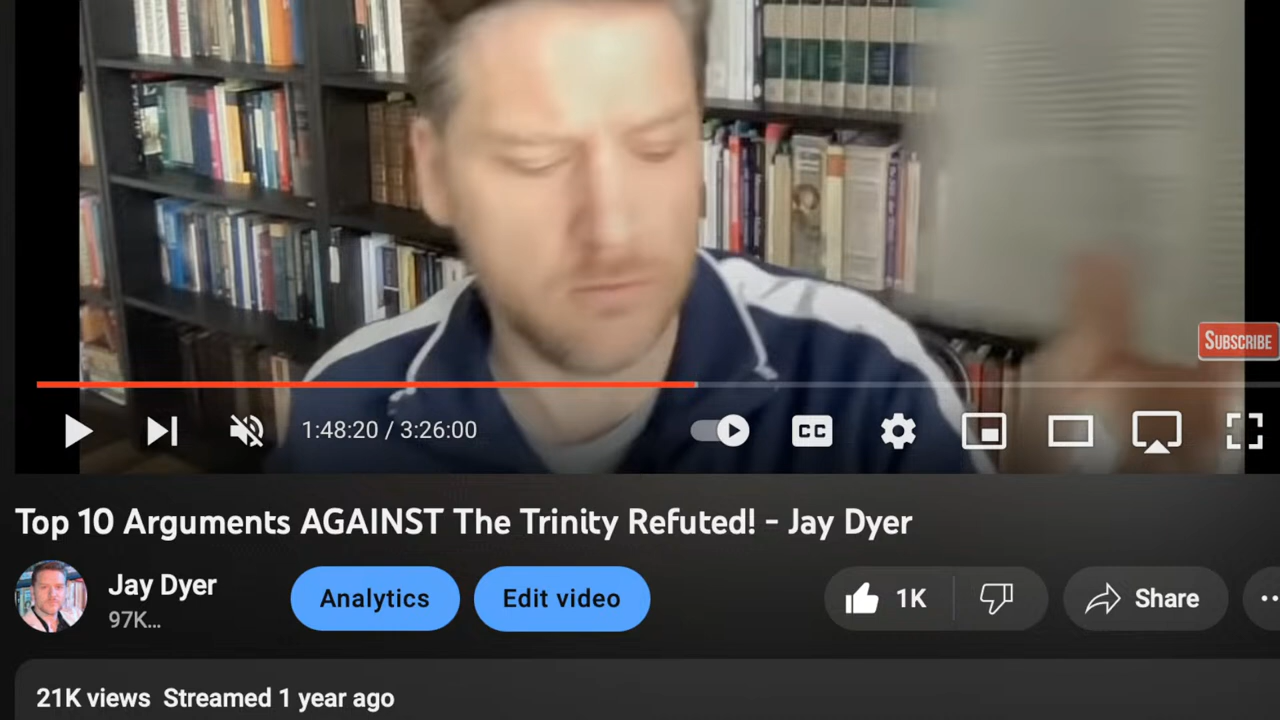 SUBSCRIBE
1:48:20 / 3:26:00
CC
Top 10 Arguments AGAINST The Trinity Refuted! - Jay Dyer
Jay Dyer
97K...
Analytics
Edit video
1K
Share
21K views Streamed 1 year ago